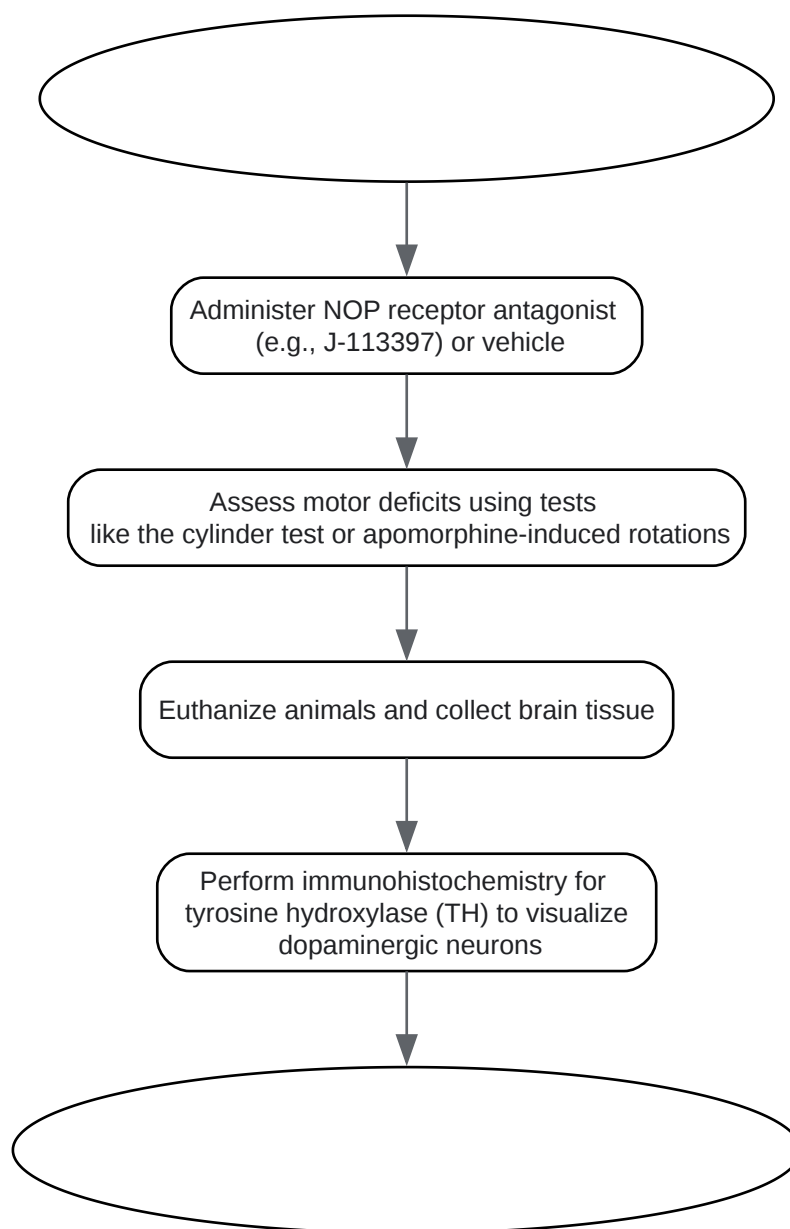 Administer NOP receptor antagonist
(e.g., J-113397) or vehicle
Assess motor deficits using tests
like the cylinder test or apomorphine-induced rotations
Euthanize animals and collect brain tissue
Perform immunohistochemistry for
tyrosine hydroxylase (TH) to visualize
dopaminergic neurons